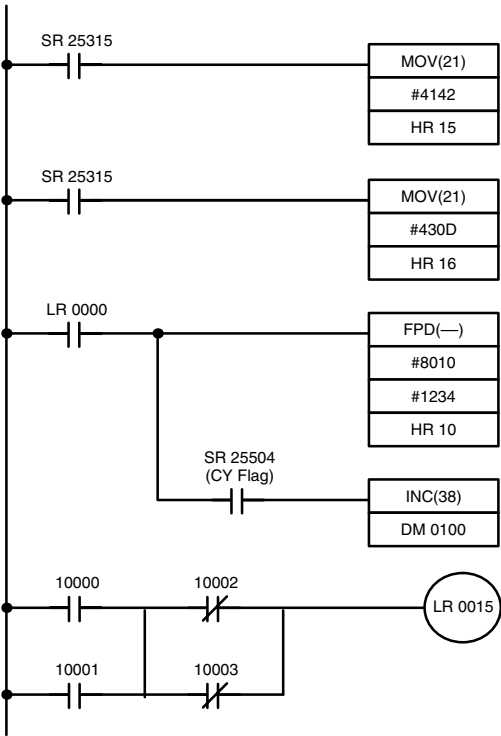 SR 25315
MOV(21)
#4142
HR 15
SR 25315
MOV(21)
#430D
HR 16
LR 0000
FPD(—)
#8010
#1234
HR 10
SR 25504
(CY Flag)
INC(38)
DM 0100
10000
10002
LR 0015
10001
10003